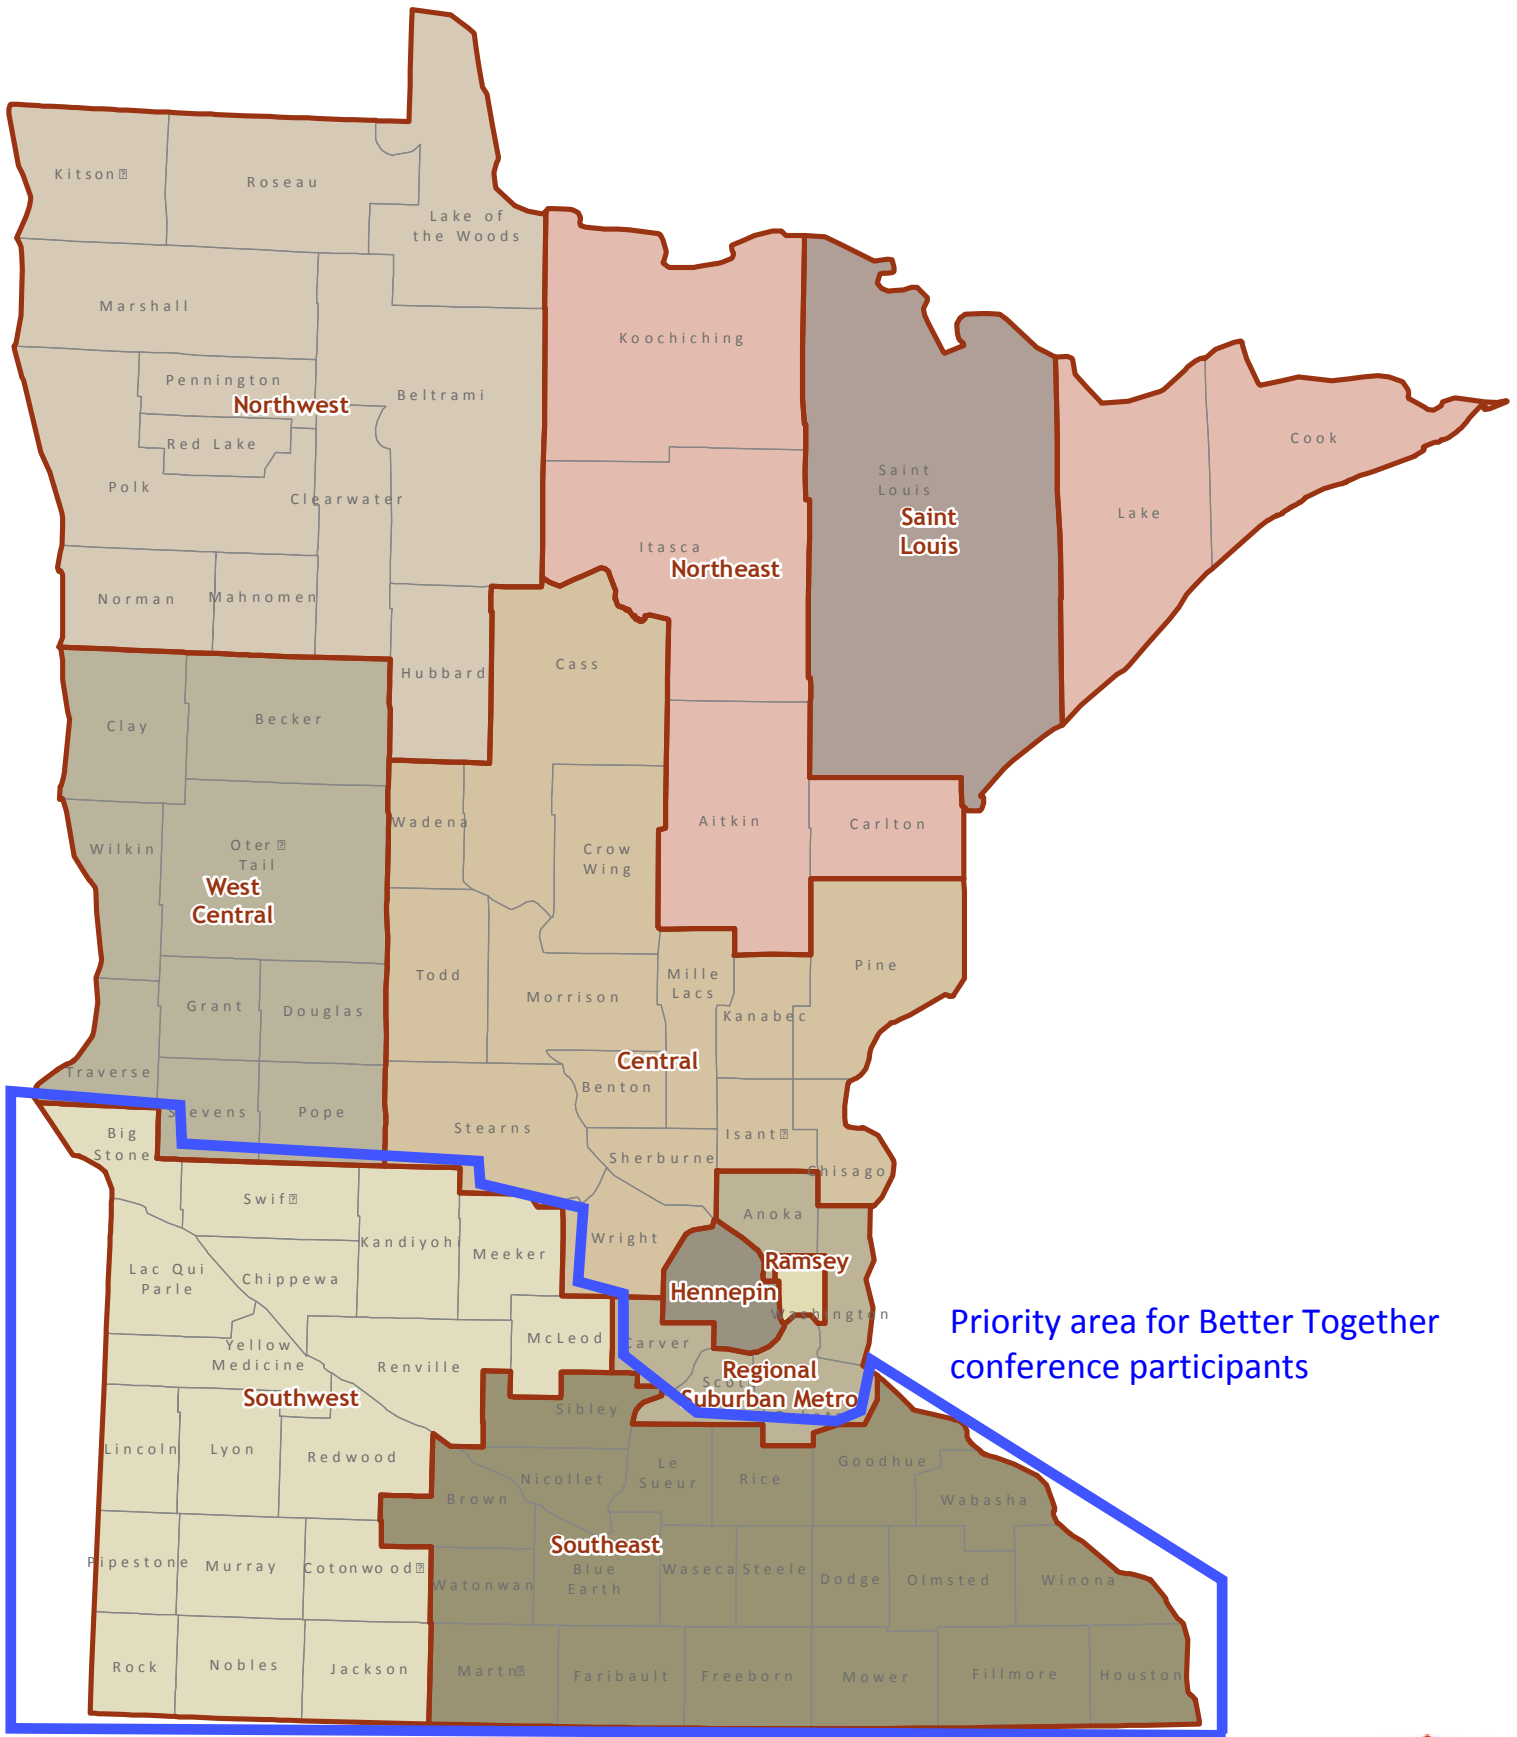 Kitson
Roseau
Lake of
the Woods
Marshall
Koochiching
Pennington
Beltrami
Northwest
Red Lake
Cook
Saint
Louis
Polk
Clearwater
Lake
Saint
Louis
Itasca
Northeast
Norman
Mahnomen
Cass
Hubbard
Clay
Becker
Wadena
Aitkin
Carlton
Wilkin
Oter
Tail
Crow
Wing
West
Central
Todd
Mille
Lacs
Pine
Morrison
Grant
Douglas
Kanabec
Central
Traverse
Benton
Stevens
Pope
Stearns
Big
Stone
Isant
Sherburne
Chisago
Swif
Anoka
Kandiyohi
Meeker
Wright
Lac Qui
Parle
Chippewa
Ramsey
Hennepin
Washington
Priority area for Better Together
conference participants
Yellow
Medicine
Renville
McLeod
Carver
Scott
Regional
Suburban Metro
Southwest
Sibley
Lincoln
Lyon
Redwood
Nicollet
Le
Sueur
Rice
Goodhue
Brown
Wabasha
Southeast
Pipestone
Murray
Cotonwood
Watonwan
Blue
Earth
Waseca
Steele
Dodge
Olmsted
Winona
Rock
Nobles
Jackson
Martn
Faribault
Freeborn
Mower
Fillmore
Houston